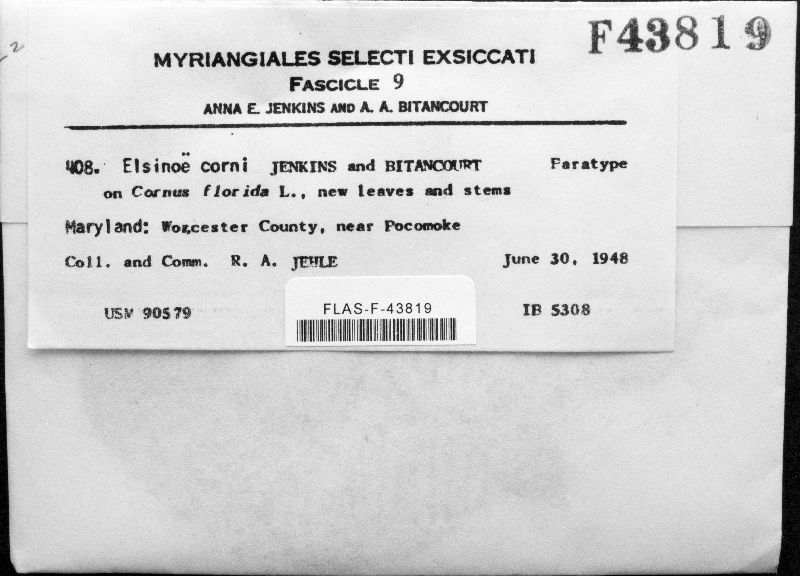 F43819
MYRIANGIALES SELECTI EXSICCATI
FASCICLE 9
ANNA E. JENKINS AND A. A. BITANCOURT
408. Elsinoë corni JENKINS and BITANCOURT Paratype
on Cornus florida L., new leaves and stems
Maryland: Worcester County, near Pocomoke
Coll. and Comm. R. A. JEHLE June 30, 1948
USM 90579 IB 5308
FLAS-F-43819